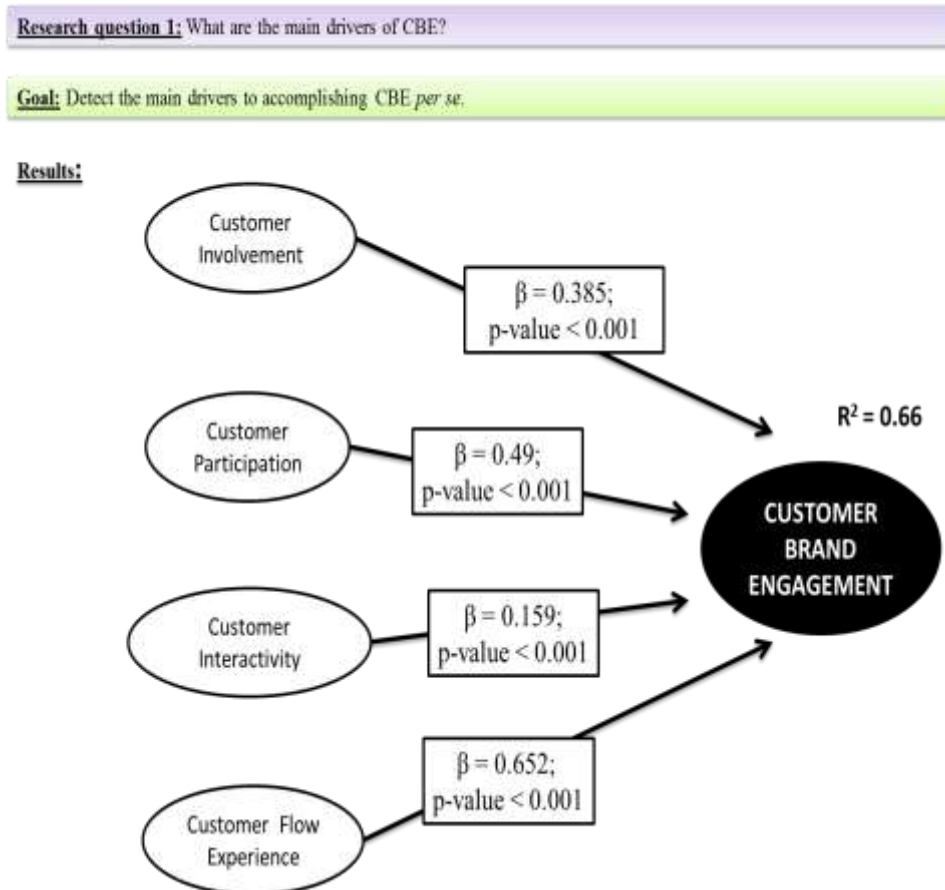 Research question 1: What are the main drivers of CBE?
Goal: Detect the main drivers to accomplishing CBE per se.
Results:
Customer
Involvement
β = 0.385;
p-value < 0.001
R² = 0.66
Customer
Participation
β = 0.49;
p-value < 0.001
CUSTOMER
BRAND
ENGAGEMENT
Customer
Interactivity
β = 0.159;
p-value < 0.001
β = 0.652;
p-value < 0.001
Customer Flow
Experience